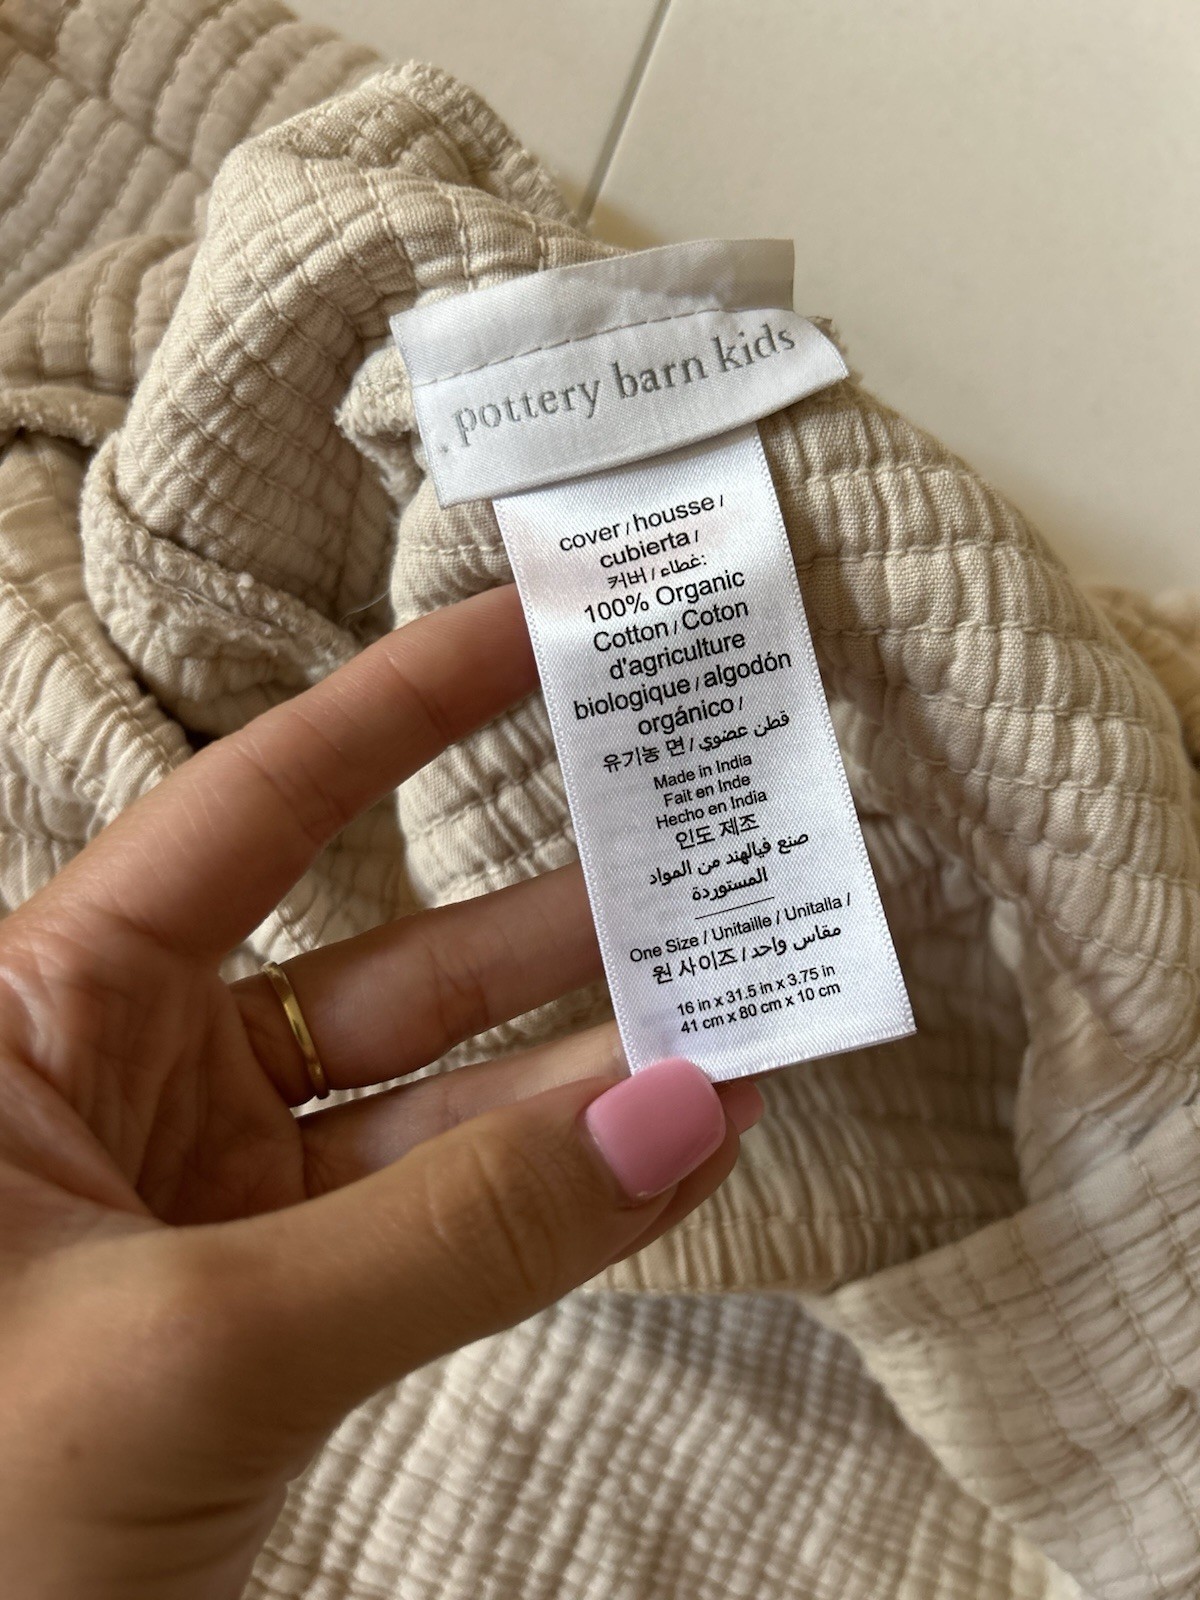 pottery barn kids
cover / housse /
cubierta /
커버 / غطاء:
100% Organic
Cotton / Coton
d'agriculture
biologique / algodón
orgánico /
유기농 면 / قطن عضوي
Made in India
Fait en Inde
Hecho en India
인도 제조
صنع فيالهند من المواد
المستوردة
One Size / Unitaille / Unitalla /
원 사이즈 / مقاس واحد
16 in x 31.5 in x 3.75 in
41 cm x 80 cm x 10 cm